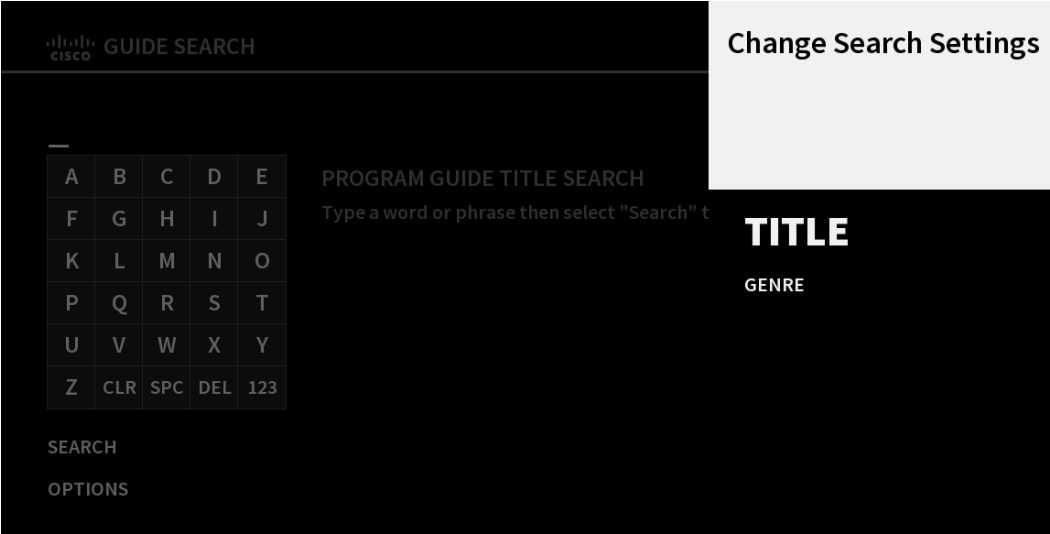 CISCO GUIDE SEARCH
Change Search Settings
A B C D E
F G H I J
K L M N O
P Q R S T
U V W X Y
Z CLR SPC DEL 123
SEARCH
OPTIONS
PROGRAM GUIDE TITLE SEARCH
Type a word or phrase then select "Search" t
TITLE
GENRE